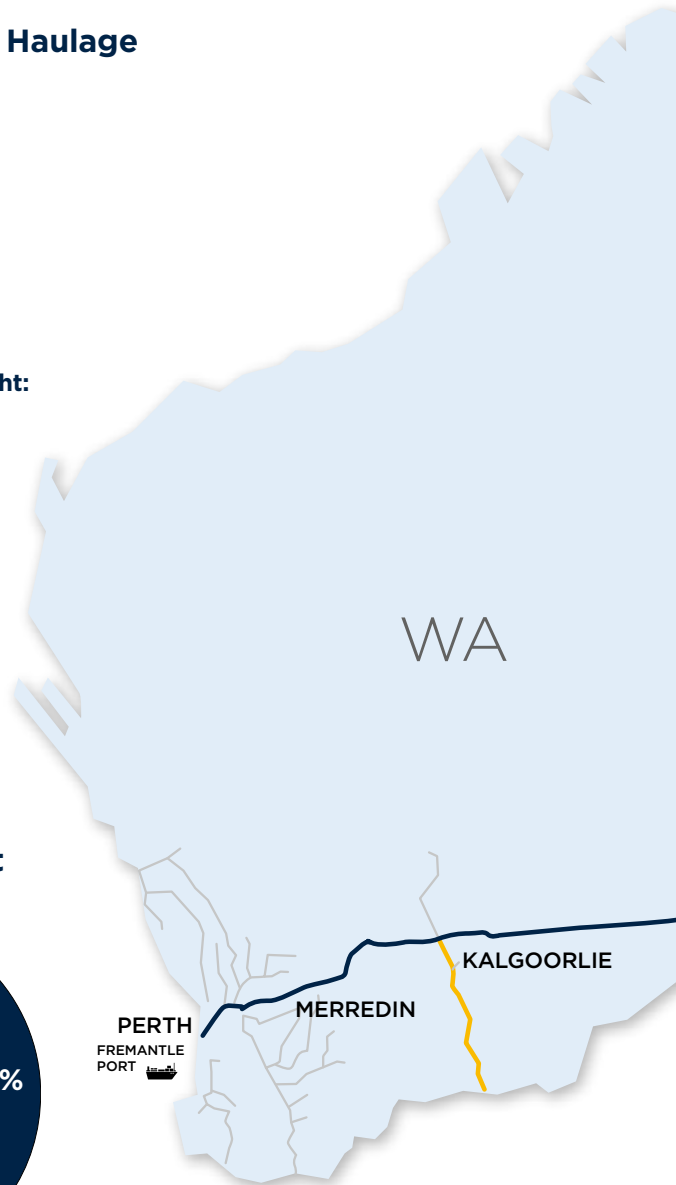 Haulage
ht:
WA
t
KALGOORLIE
MERREDIN
PERTH
FREMANTLE
PORT
%